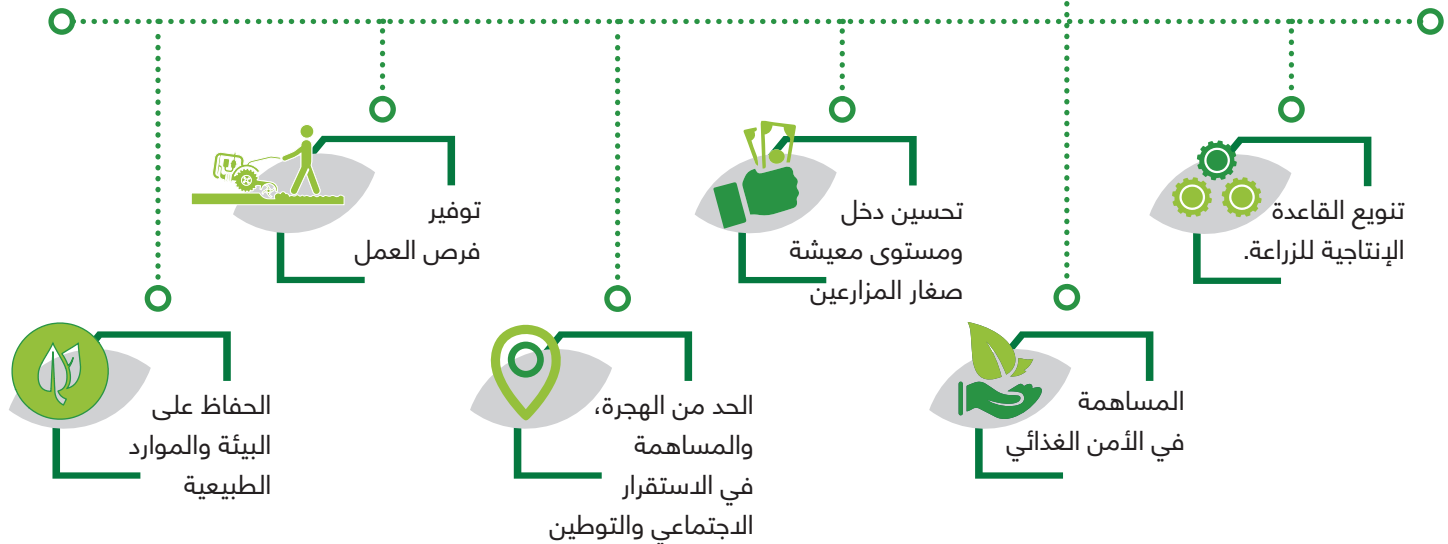 تنويع القاعدة
الإنتاجية للزراعة.
المساهمة
في الأمن الغذائي
تحسين دخل
ومستوى معيشة
صغار المزارعين
الحد من الهجرة،
والمساهمة
في الاستقرار
الاجتماعي والتوطين
توفير
فرص العمل
الحفاظ على
البيئة والموارد
الطبيعية